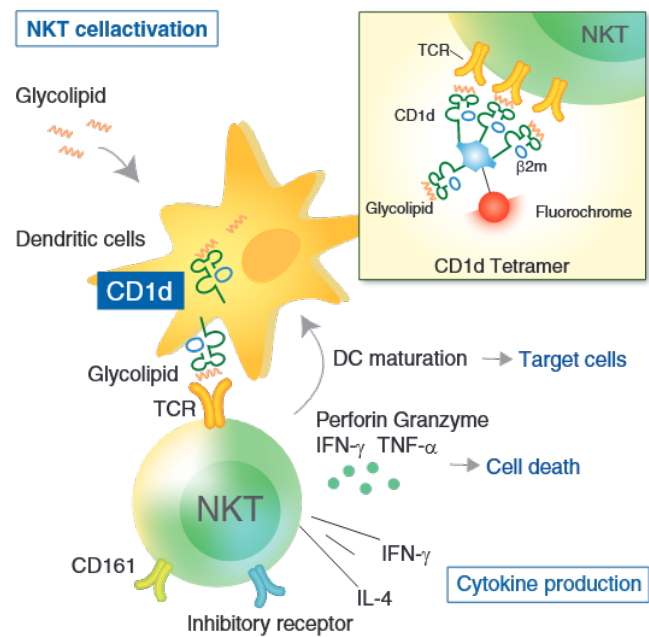 NKT cellactivation
Glycolipid
Dendritic cells
CD1d
Glycolipid
TCR
NKT
CD161
Inhibitory receptor
DC maturation
Target cells
Perforin Granzyme
IFN-γ TNF-α
Cell death
IFN-γ
IL-4
Cytokine production
NKT
TCR
CD1d
β2m
Glycolipid
Fluorochrome
CD1d Tetramer